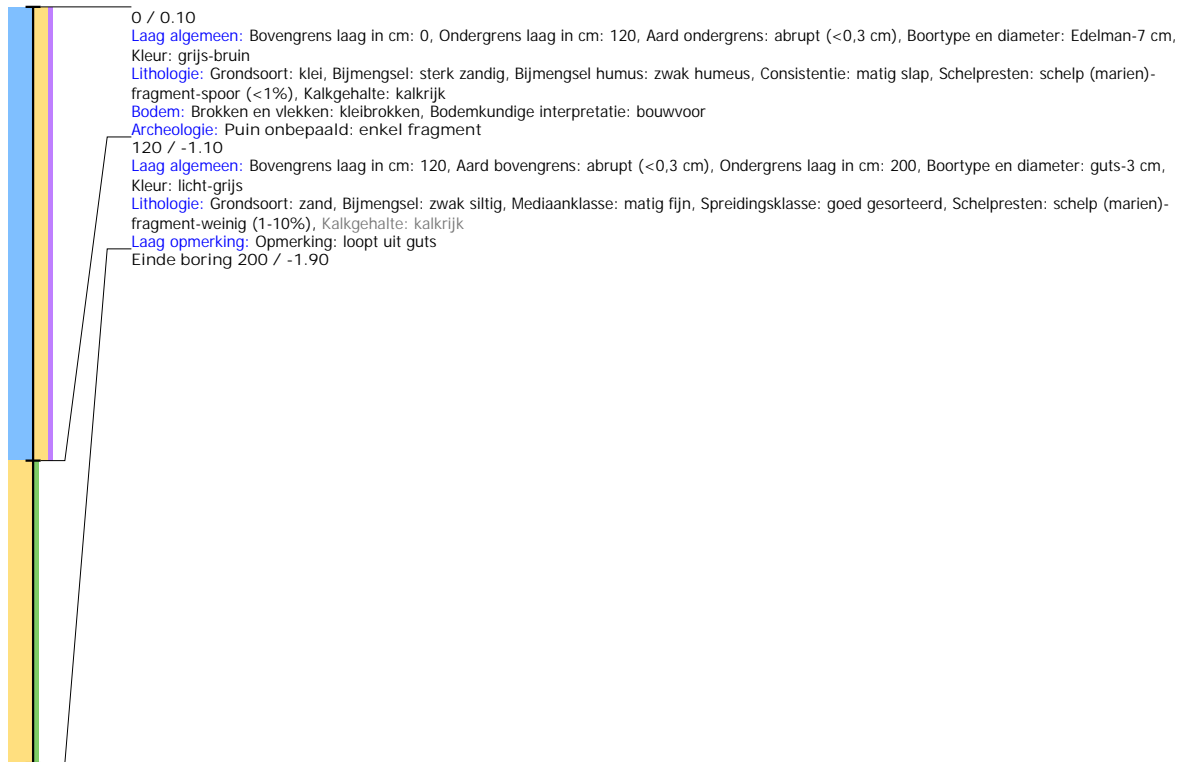 0 / 0.10
Laag algemeen: Bovengrens laag in cm: 0, Ondergrens laag in cm: 120, Aard ondergrens: abrupt (<0,3 cm), Boortype en diameter: Edelman-7 cm,
Kleur: grijs-bruin
Lithologie: Grondsoort: klei, Bijmengsel: sterk zandig, Bijmengsel humus: zwak humeus, Consistentie: matig slap, Schelpresten: schelp (marien)-
fragment-spoor (<1%), Kalkgehalte: kalkrijk
Bodem: Brokken en vlekken: kleibrokken, Bodemkundige interpretatie: bouwvoor
Archeologie: Puin onbepaald: enkel fragment
120 / -1.10
Laag algemeen: Bovengrens laag in cm: 120, Aard bovengrens: abrupt (<0,3 cm), Ondergrens laag in cm: 200, Boortype en diameter: guts-3 cm,
Kleur: licht-grijs
Lithologie: Grondsoort: zand, Bijmengsel: zwak siltig, Mediaanklasse: matig fijn, Spreidingsklasse: goed gesorteerd, Schelpresten: schelp (marien)-
fragment-weinig (1-10%), Kalkgehalte: kalkrijk
Laag opmerking: Opmerking: loopt uit guts
Einde boring 200 / -1.90